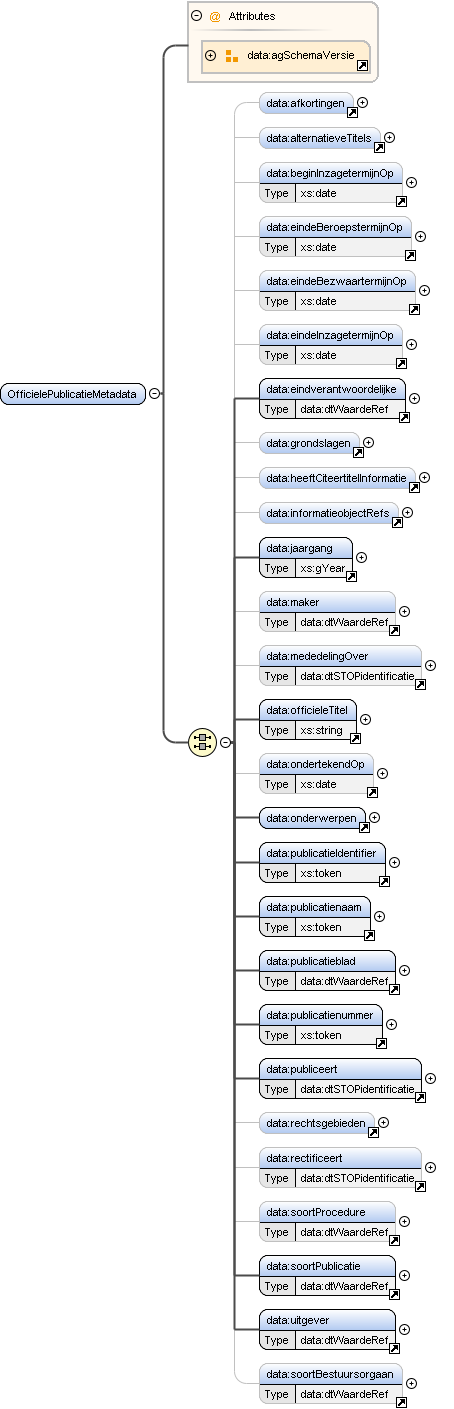 @ Attributes
data:agSchemaVersie
data:afkortingen
data:alternatieveTitels
data:beginInzagetermijnOp
Type xs:date
data:eindeBeroepstermijnOp
Type xs:date
data:eindeBezwaartermijnOp
Type xs:date
data:eindeInzagetermijnOp
Type xs:date
OfficielePublicatieMetadata
data:eindverantwoordelijke
Type data:dtWaardeRef
data:grondslagen
data:heeftCiteertitelInformatie
data:informatieobjectRefs
data:jaargang
Type xs:gYear
data:maker
Type data:dtWaardeRef
data:mededelingOver
Type data:dtSTOPidentificatie
data:officieleTitel
Type xs:string
data:ondertekendOp
Type xs:date
data:onderwerpen
data:publicatieIdentifier
Type xs:token
data:publicatienaam
Type xs:token
data:publicatieblad
Type data:dtWaardeRef
data:publicatienummer
Type xs:token
data:publiceert
Type data:dtSTOPidentificatie
data:rechtsgebieden
data:rectificeert
Type data:dtSTOPidentificatie
data:soortProcedure
Type data:dtWaardeRef
data:soortPublicatie
Type data:dtWaardeRef
data:uitgever
Type data:dtWaardeRef
data:soortBestuursorgaan
Type data:dtWaardeRef